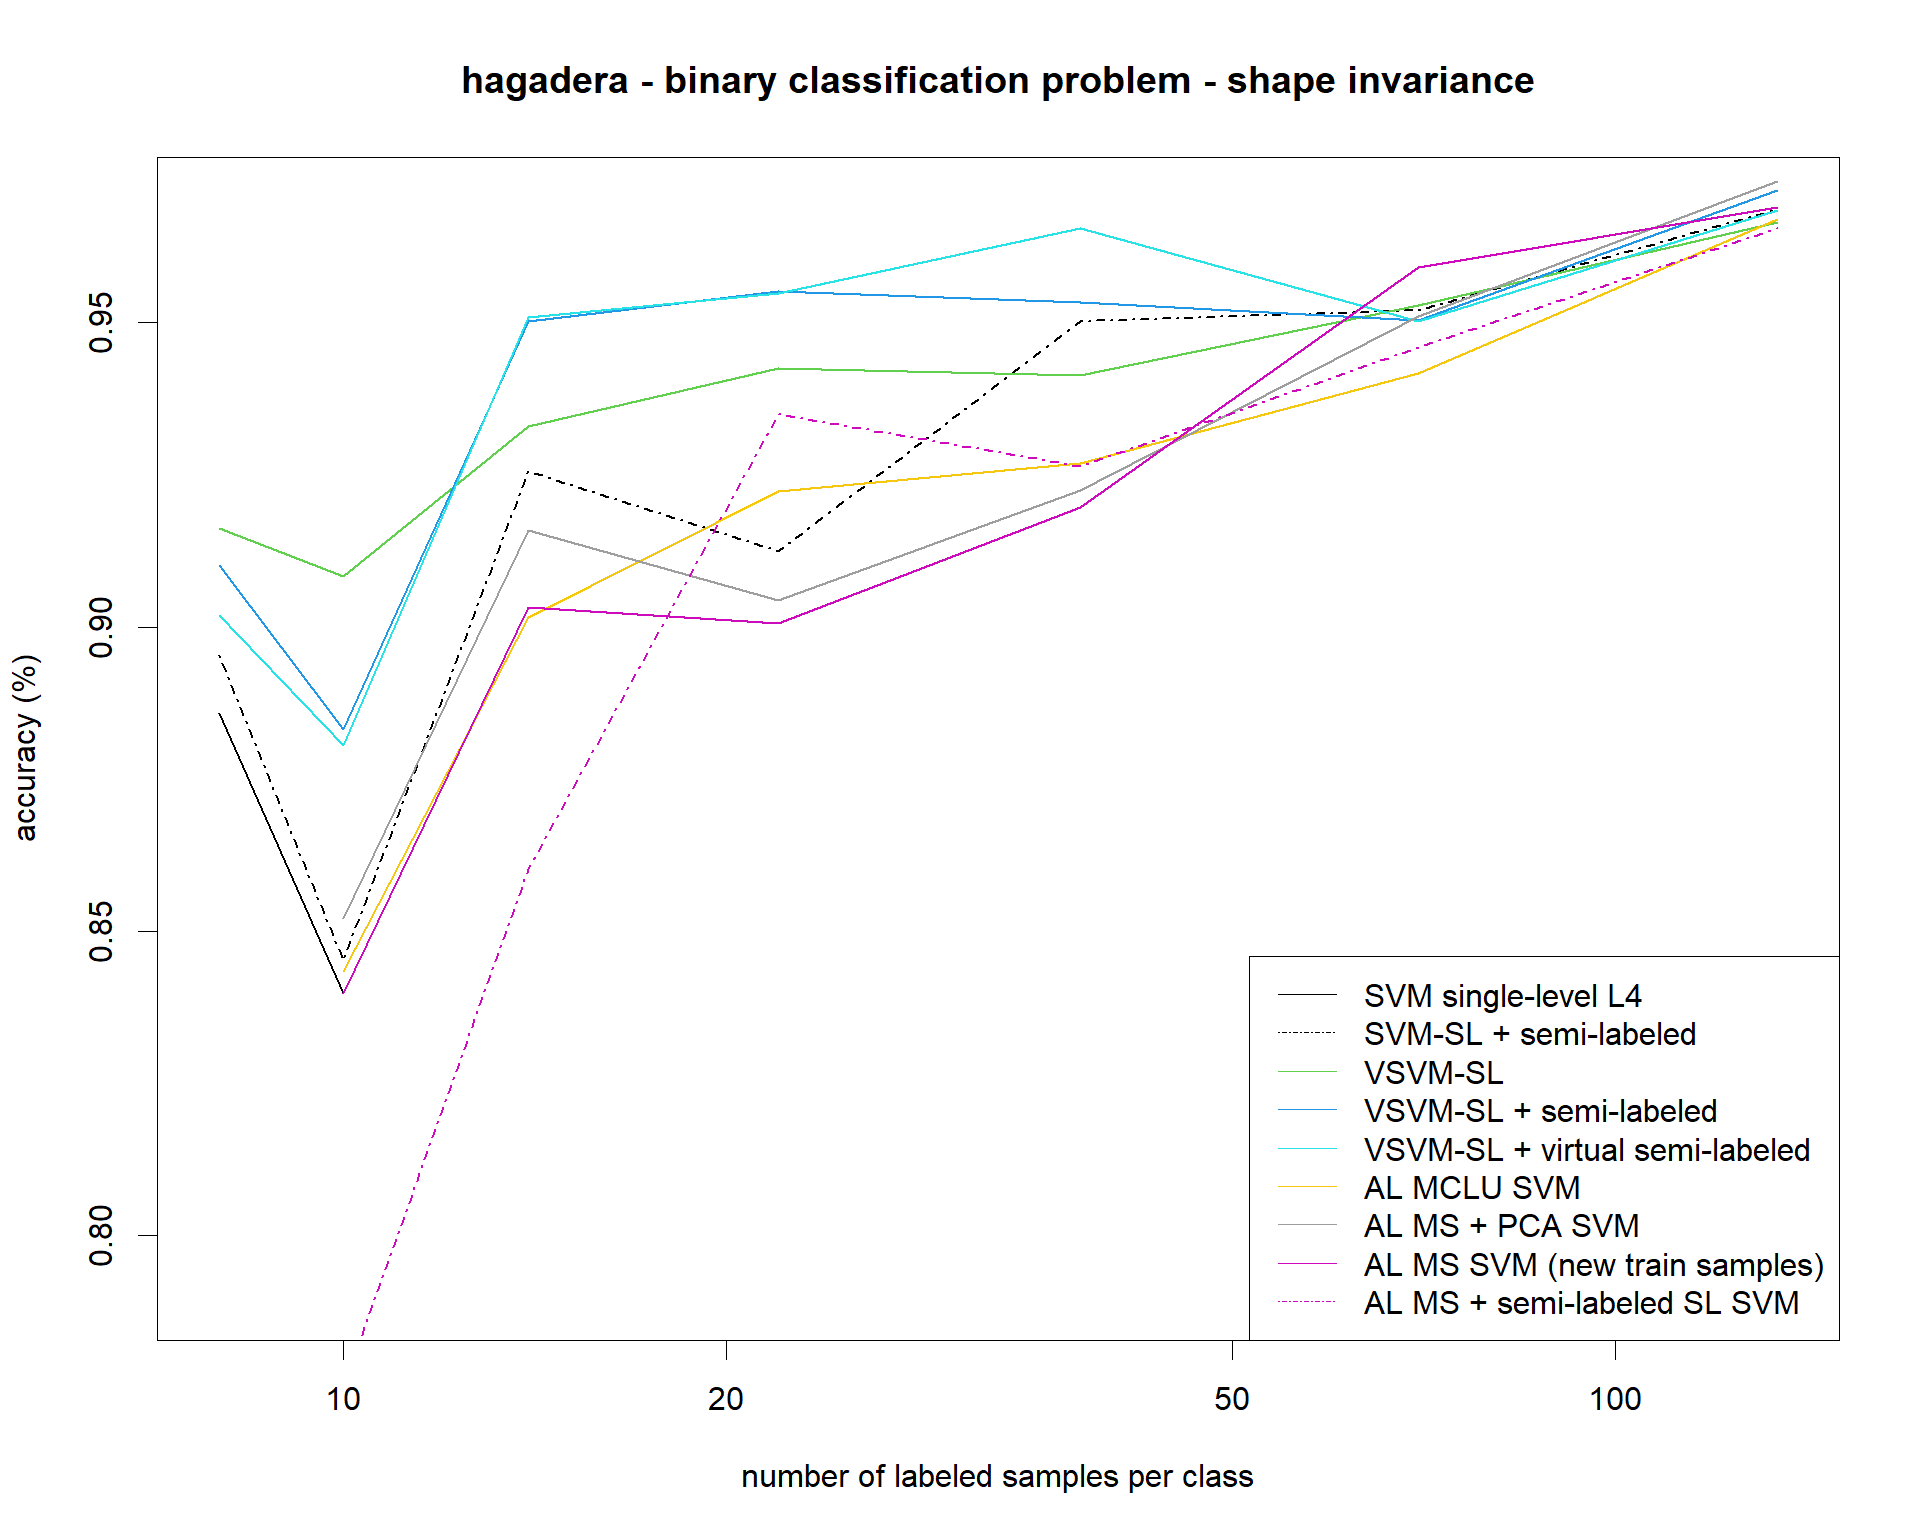 hagadera - binary classification problem - shape invariance
accuracy (%)
0.95
0.90
0.85
0.80
SVM single-level L4
SVM-SL + semi-labeled
VSVM-SL
VSVM-SL + semi-labeled
VSVM-SL + virtual semi-labeled
AL MCLU SVM
AL MS + PCA SVM
AL MS SVM (new train samples)
AL MS + semi-labeled SL SVM
10 20 50 100
number of labeled samples per class